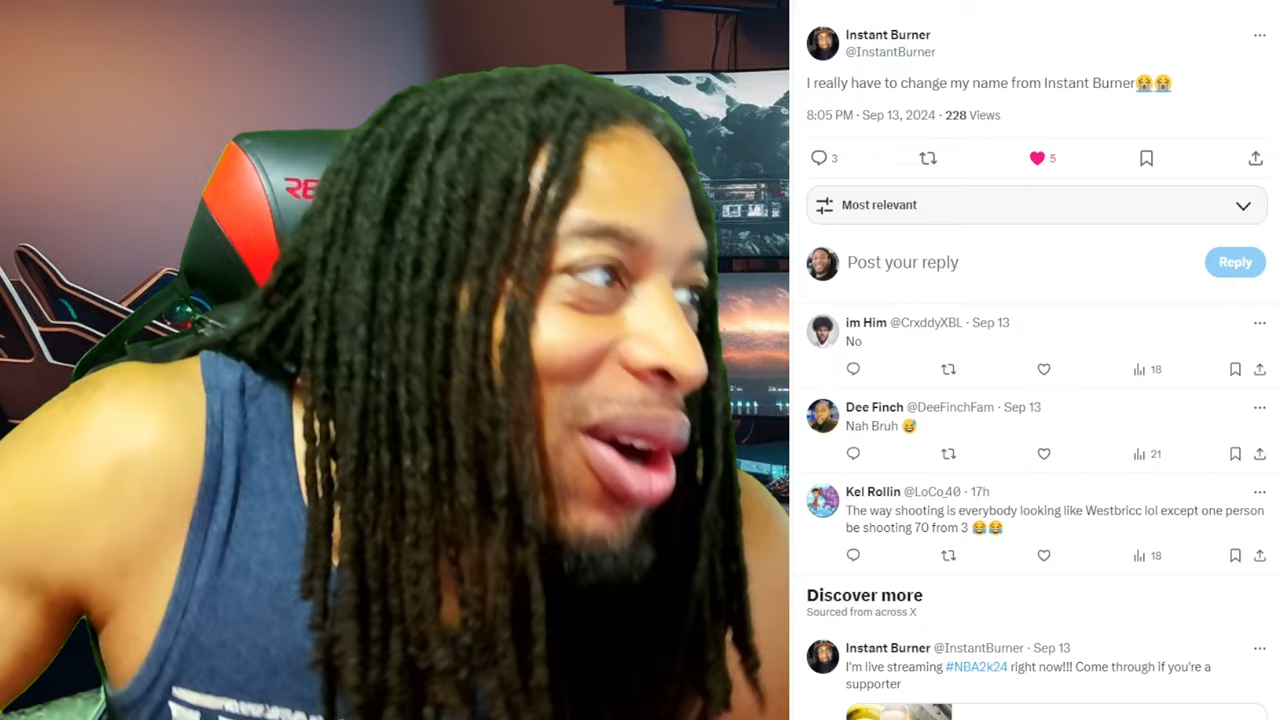 RE
Instant Burner
@InstantBurner
I really have to change my name from Instant Burner😭😭
8:05 PM · Sep 13, 2024 · 228 Views
3
5
Most relevant
Post your reply
Reply
im Him @CrxddyXBL · Sep 13
No
18
Dee Finch @DeeFinchFam · Sep 13
Nah Bruh 😅
21
Kel Rollin @LoCo_40 · 17h
The way shooting is everybody looking like Westbricc lol except one person
be shooting 70 from 3 😂😂
18
Discover more
Sourced from across X
Instant Burner @InstantBurner · Sep 13
I'm live streaming #NBA2k24 right now!!! Come through if you're a
supporter